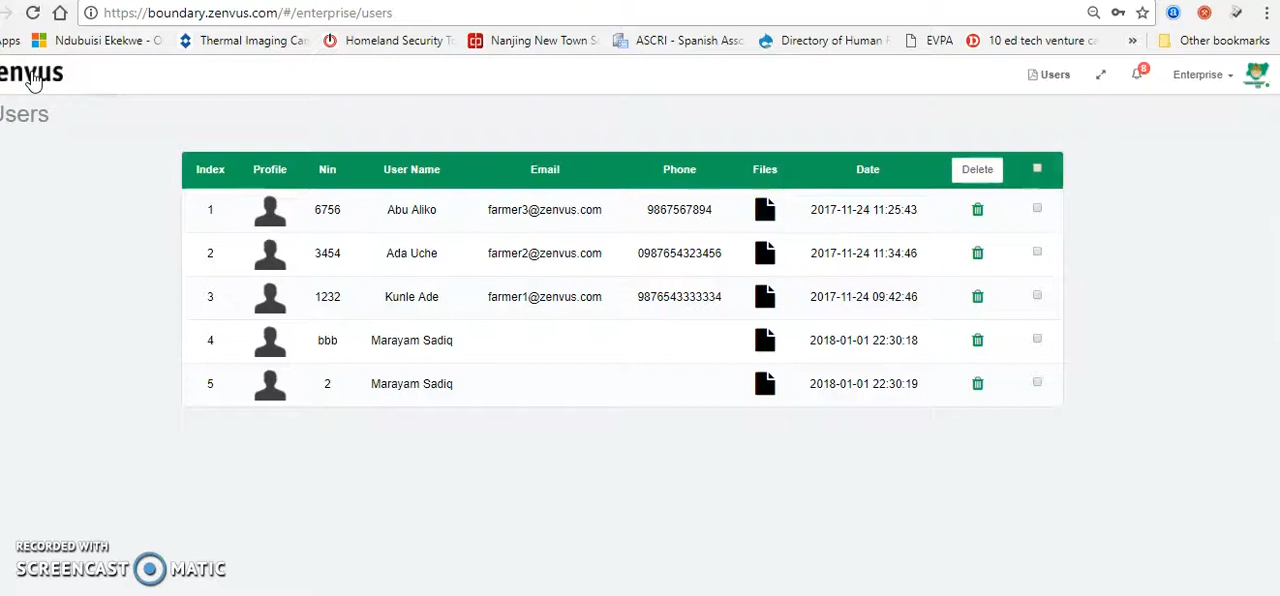 https://boundary.zenvus.com/#/enterprise/users
Apps Ndubuisi Ekekwe - O Thermal Imaging Car Homeland Security To Nanjing New Town S ASCRI - Spanish Asso Directory of Human R EVPA 10 ed tech venture ca » Other bookmarks
envus Users 8 Enterprise
Users
Index Profile Nin User Name Email Phone Files Date Delete
1 6756 Abu Aliko farmer3@zenvus.com 9867567894 2017-11-24 11:25:43
2 3454 Ada Uche farmer2@zenvus.com 0987654323456 2017-11-24 11:34:46
3 1232 Kunle Ade farmer1@zenvus.com 9876543333334 2017-11-24 09:42:46
4 bbb Marayam Sadiq 2018-01-01 22:30:18
5 2 Marayam Sadiq 2018-01-01 22:30:19
RECORDED WITH
SCREENCAST MATIC